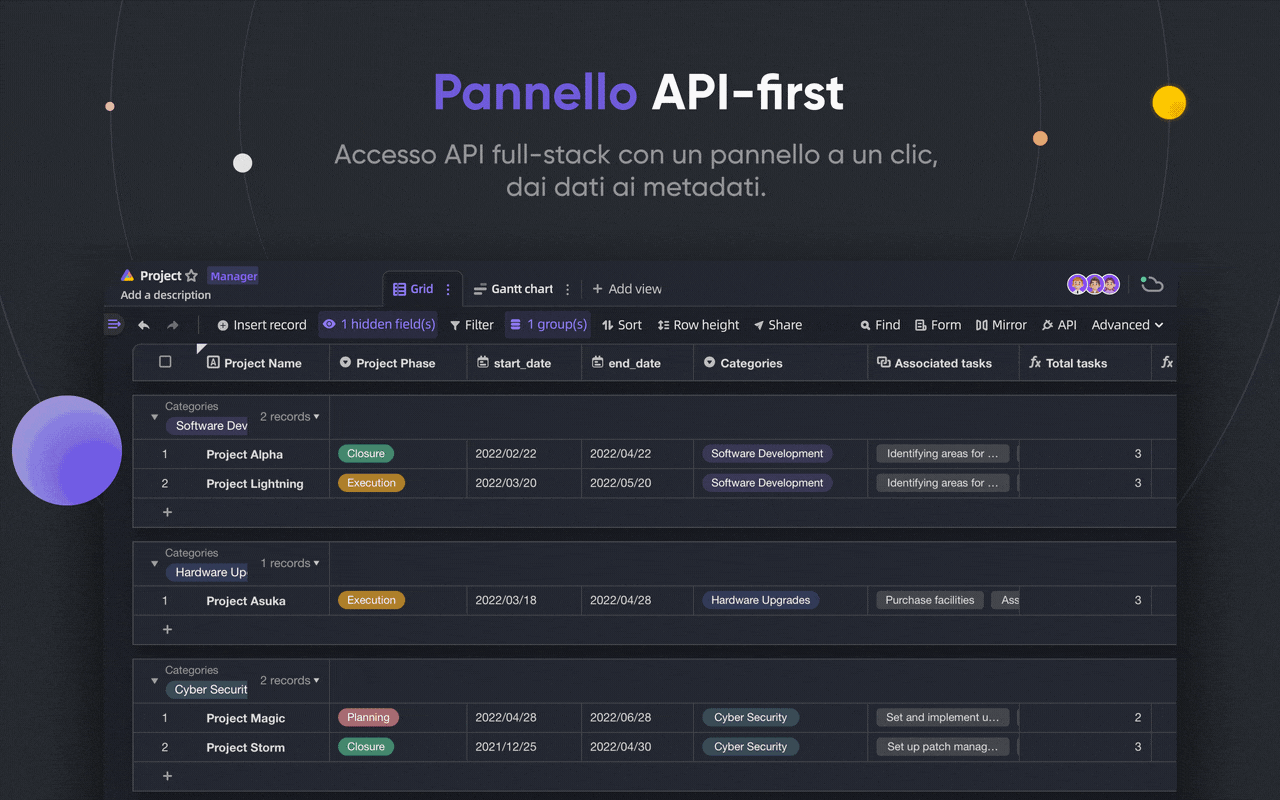 Pannello API-first
Accesso API full-stack con un pannello a un clic,
dai dati ai metadati.
Project Manager
Add a description
Grid Gantt chart Add view
Insert record 1 hidden field(s) Filter 1 group(s) Sort Row height Share Find Form Mirror API Advanced
Project Name Project Phase start_date end_date Categories Associated tasks Total tasks
Categories
Software Dev 2 records
1 Project Alpha Closure 2022/02/22 2022/04/22 Software Development Identifying areas for ... 3
2 Project Lightning Execution 2022/03/20 2022/05/20 Software Development Identifying areas for ... 3
Categories
Hardware Up 1 records
1 Project Asuka Execution 2022/03/18 2022/04/28 Hardware Upgrades Purchase facilities Ass 3
Categories
Cyber Securit 2 records
1 Project Magic Planning 2022/04/28 2022/06/28 Cyber Security Set and implement u... 2
2 Project Storm Closure 2021/12/25 2022/04/30 Cyber Security Set up patch manag... 3